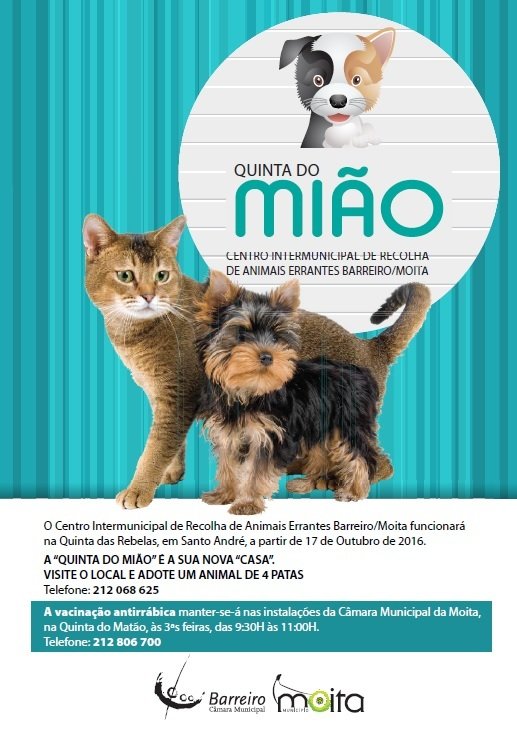 QUINTA DO
MIÃO
CENTRO INTERMUNICIPAL DE RECOLHA
DE ANIMAIS ERRANTES BARREIRO/MOITA
O Centro Intermunicipal de Recolha de Animais Errantes Barreiro/Moita funcionará
na Quinta das Rebelas, em Santo André, a partir de 17 de Outubro de 2016.
A “QUINTA DO MIÃO” É A SUA NOVA “CASA”.
VISITE O LOCAL E ADOTE UM ANIMAL DE 4 PATAS
Telefone: 212 068 625
A vacinação antirrábica manter-se-á nas instalações da Câmara Municipal da Moita,
na Quinta do Matão, às 3ªs feiras, das 9:30H às 11:00H.
Telefone: 212 806 700
Barreiro
Câmara Municipal
moita
MUNICÍPIO